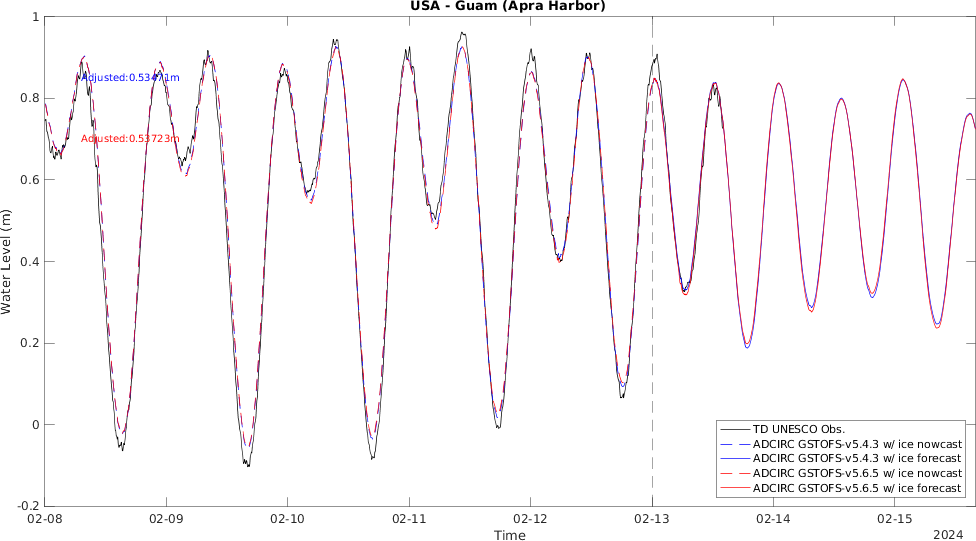 USA - Guam (Apra Harbor)
1
0.8
0.6
0.4
0.2
0
-0.2
Water Level (m)
Adjusted:0.53471m
Adjusted:0.53723m
TD UNESCO Obs.
ADCIRC GSTOFS-v5.4.3 w/ ice nowcast
ADCIRC GSTOFS-v5.4.3 w/ ice forecast
ADCIRC GSTOFS-v5.6.5 w/ ice nowcast
ADCIRC GSTOFS-v5.6.5 w/ ice forecast
02-08 02-09 02-10 02-11 02-12 02-13 02-14 02-15
Time
2024